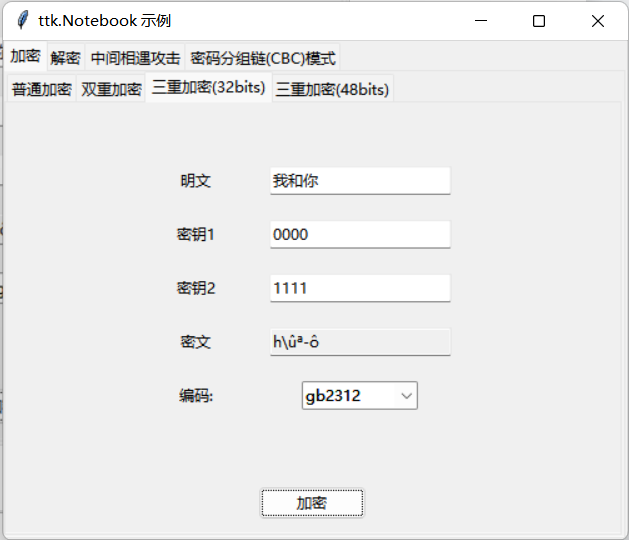 ttk.Notebook 示例
加密 解密 中间相遇攻击 密码分组链(CBC)模式
普通加密 双重加密 三重加密(32bits) 三重加密(48bits)
明文 我和你
密钥1 0000
密钥2 1111
密文 h\ûª-ô
编码: gb2312
加密